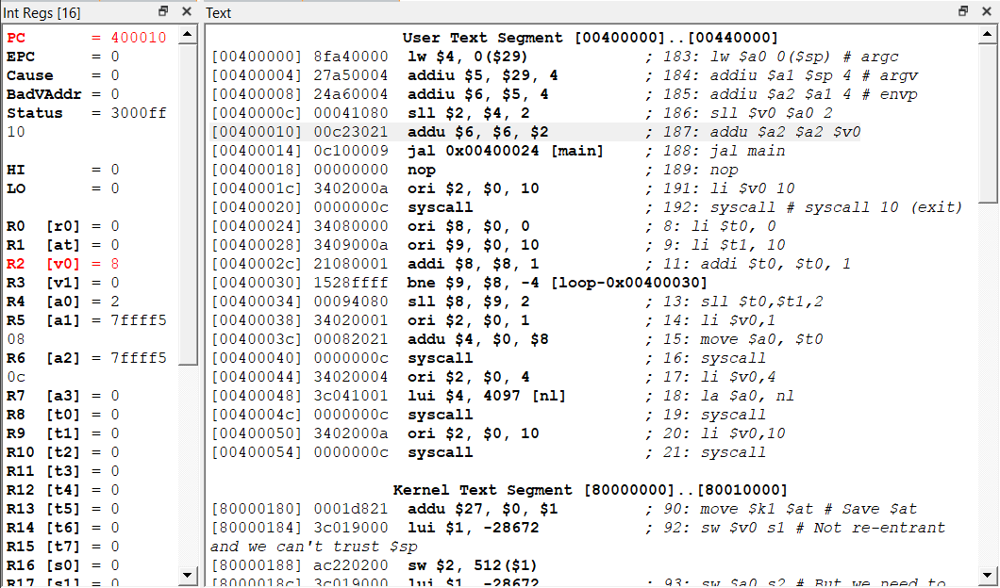 Int Regs [16]
PC = 400010
EPC = 0
Cause = 0
BadVAddr = 0
Status = 3000ff
10
HI = 0
LO = 0
R0 [r0] = 0
R1 [at] = 0
R2 [v0] = 8
R3 [v1] = 0
R4 [a0] = 2
R5 [a1] = 7ffff5
08
R6 [a2] = 7ffff5
0c
R7 [a3] = 0
R8 [t0] = 0
R9 [t1] = 0
R10 [t2] = 0
R11 [t3] = 0
R12 [t4] = 0
R13 [t5] = 0
R14 [t6] = 0
R15 [t7] = 0
R16 [s0] = 0
R17 [s1] = 0
Text
User Text Segment [00400000]..[00440000]
[00400000] 8fa40000 lw $4, 0($29) ; 183: lw $a0 0($sp) # argc
[00400004] 27a50004 addiu $5, $29, 4 ; 184: addiu $a1 $sp 4 # argv
[00400008] 24a60004 addiu $6, $5, 4 ; 185: addiu $a2 $a1 4 # envp
[0040000c] 00041080 sll $2, $4, 2 ; 186: sll $v0 $a0 2
[00400010] 00c23021 addu $6, $6, $2 ; 187: addu $a2 $a2 $v0
[00400014] 0c100009 jal 0x00400024 [main] ; 188: jal main
[00400018] 00000000 nop ; 189: nop
[0040001c] 3402000a ori $2, $0, 10 ; 191: li $v0 10
[00400020] 0000000c syscall ; 192: syscall # syscall 10 (exit)
[00400024] 34080000 ori $8, $0, 0 ; 8: li $t0, 0
[00400028] 3409000a ori $9, $0, 10 ; 9: li $t1, 10
[0040002c] 21080001 addi $8, $8, 1 ; 11: addi $t0, $t0, 1
[00400030] 1528ffff bne $9, $8, -4 [loop-0x00400030]
[00400034] 00094080 sll $8, $9, 2 ; 13: sll $t0,$t1,2
[00400038] 34020001 ori $2, $0, 1 ; 14: li $v0,1
[0040003c] 00082021 addu $4, $0, $8 ; 15: move $a0, $t0
[00400040] 0000000c syscall ; 16: syscall
[00400044] 34020004 ori $2, $0, 4 ; 17: li $v0,4
[00400048] 3c041001 lui $4, 4097 [nl] ; 18: la $a0, nl
[0040004c] 0000000c syscall ; 19: syscall
[00400050] 3402000a ori $2, $0, 10 ; 20: li $v0,10
[00400054] 0000000c syscall ; 21: syscall
Kernel Text Segment [80000000]..[80010000]
[80000180] 0001d821 addu $27, $0, $1 ; 90: move $k1 $at # Save $at
[80000184] 3c019000 lui $1, -28672 ; 92: sw $v0 s1 # Not re-entrant
and we can't trust $sp
[80000188] ac220200 sw $2, 512($1)
[8000018c] 3c019000 lui $1, -28672 ; 93: sw $a0 s2 # But we need to